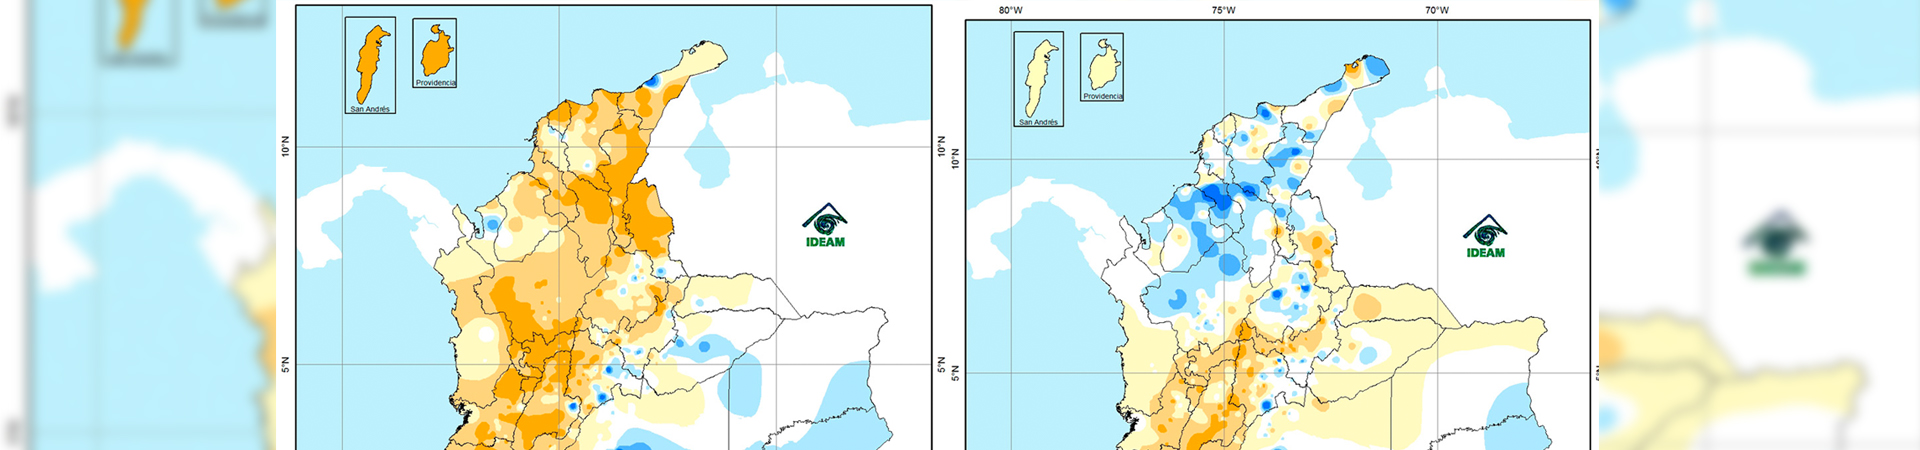 San Andrés
Providencia
10°N
5°N
IDEAM
10°N
5°N
80°W
75°W
70°W
San Andrés
Providencia
IDEAM